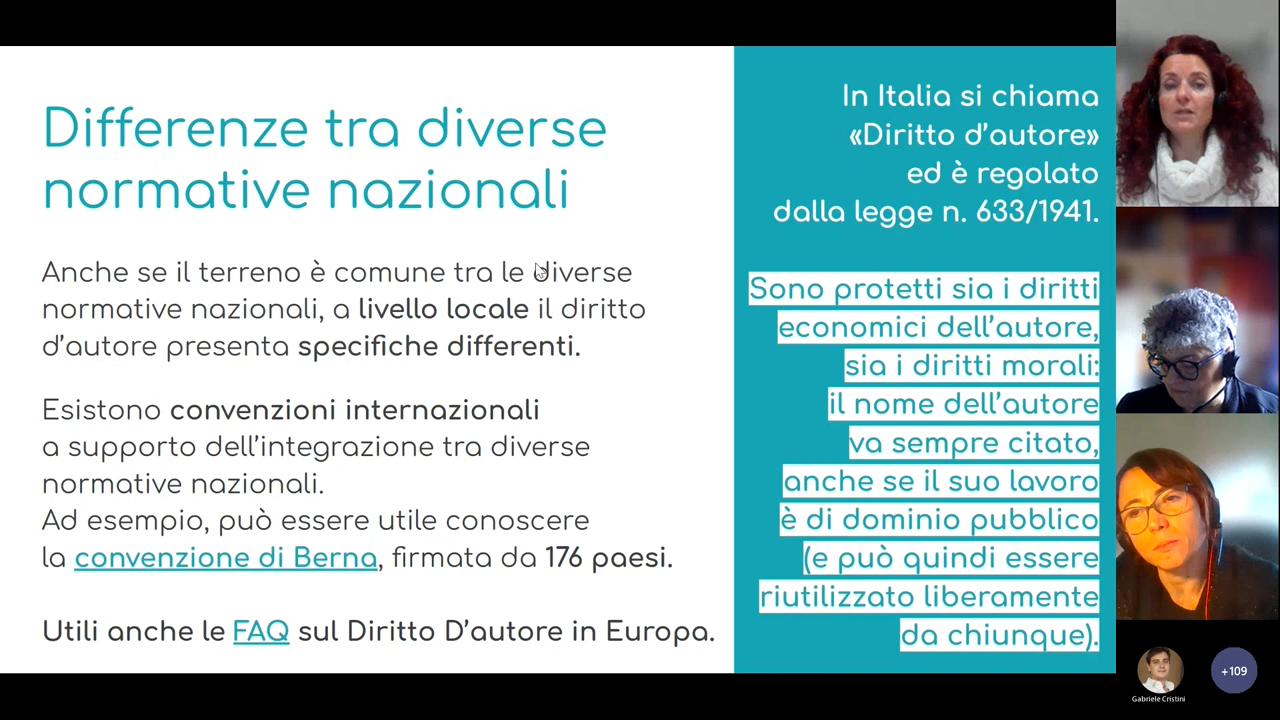 Differenze tra diverse
normative nazionali
Anche se il terreno è comune tra le diverse
normative nazionali, a livello locale il diritto
d'autore presenta specifiche differenti.
Esistono convenzioni internazionali
a supporto dell'integrazione tra diverse
normative nazionali.
Ad esempio, può essere utile conoscere
la convenzione di Berna, firmata da 176 paesi.
Utili anche le FAQ sul Diritto D'autore in Europa.
In Italia si chiama
«Diritto d'autore»
ed è regolato
dalla legge n. 633/1941.
Sono protetti sia i diritti
economici dell'autore,
sia i diritti morali:
il nome dell'autore
va sempre citato,
anche se il suo lavoro
è di dominio pubblico
(e può quindi essere
riutilizzato liberamente
da chiunque).
Gabriele Cristini
+109